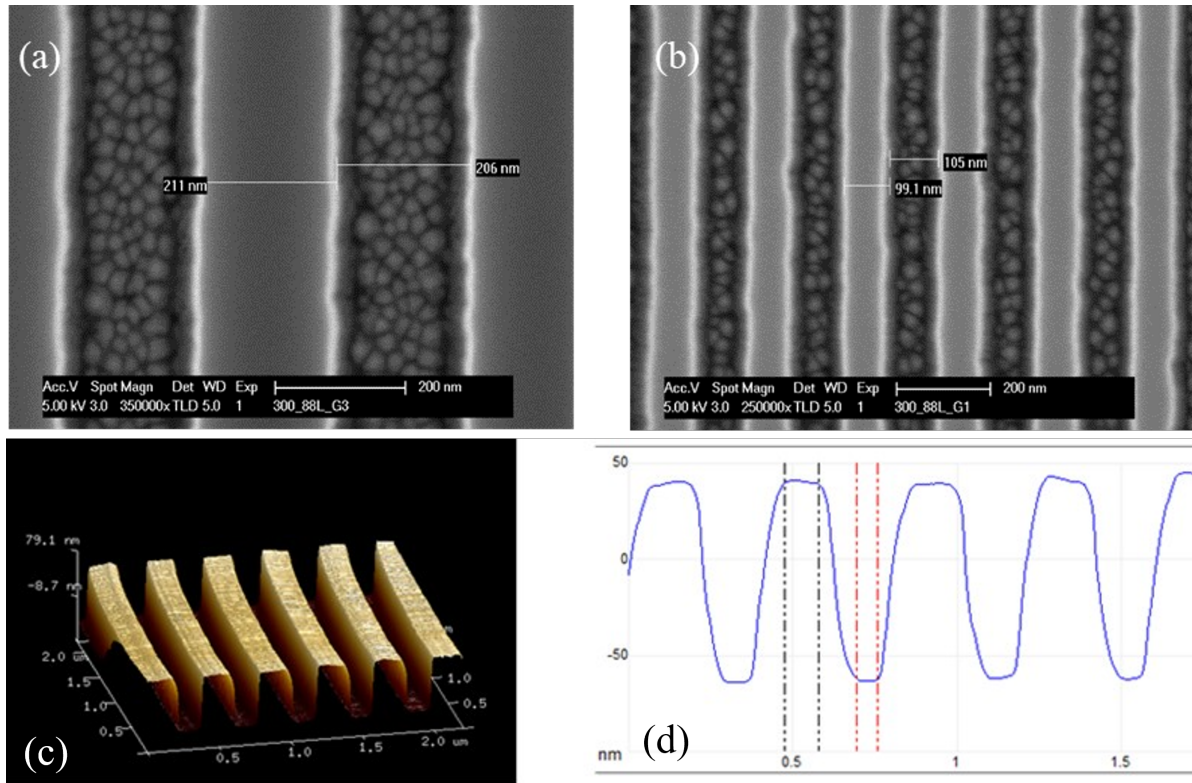 (a)
206 nm
211 nm
Acc.V Spot Magn Det WD Exp 200 nm
5.00 kV 3.0 350000x TLD 5.0 1 300_88L_G3
(b)
105 nm
99.1 nm
Acc.V Spot Magn Det WD Exp 200 nm
5.00 kV 3.0 250000x TLD 5.0 1 300_88L_G1
79.1 nm
-8.7 nm
2.0 um
1.5
1.0
0.5
0.5
1.0
1.5
2.0 um
0.5
1.0
(c)
50
0
-50
nm
0.5
1
1.5
(d)